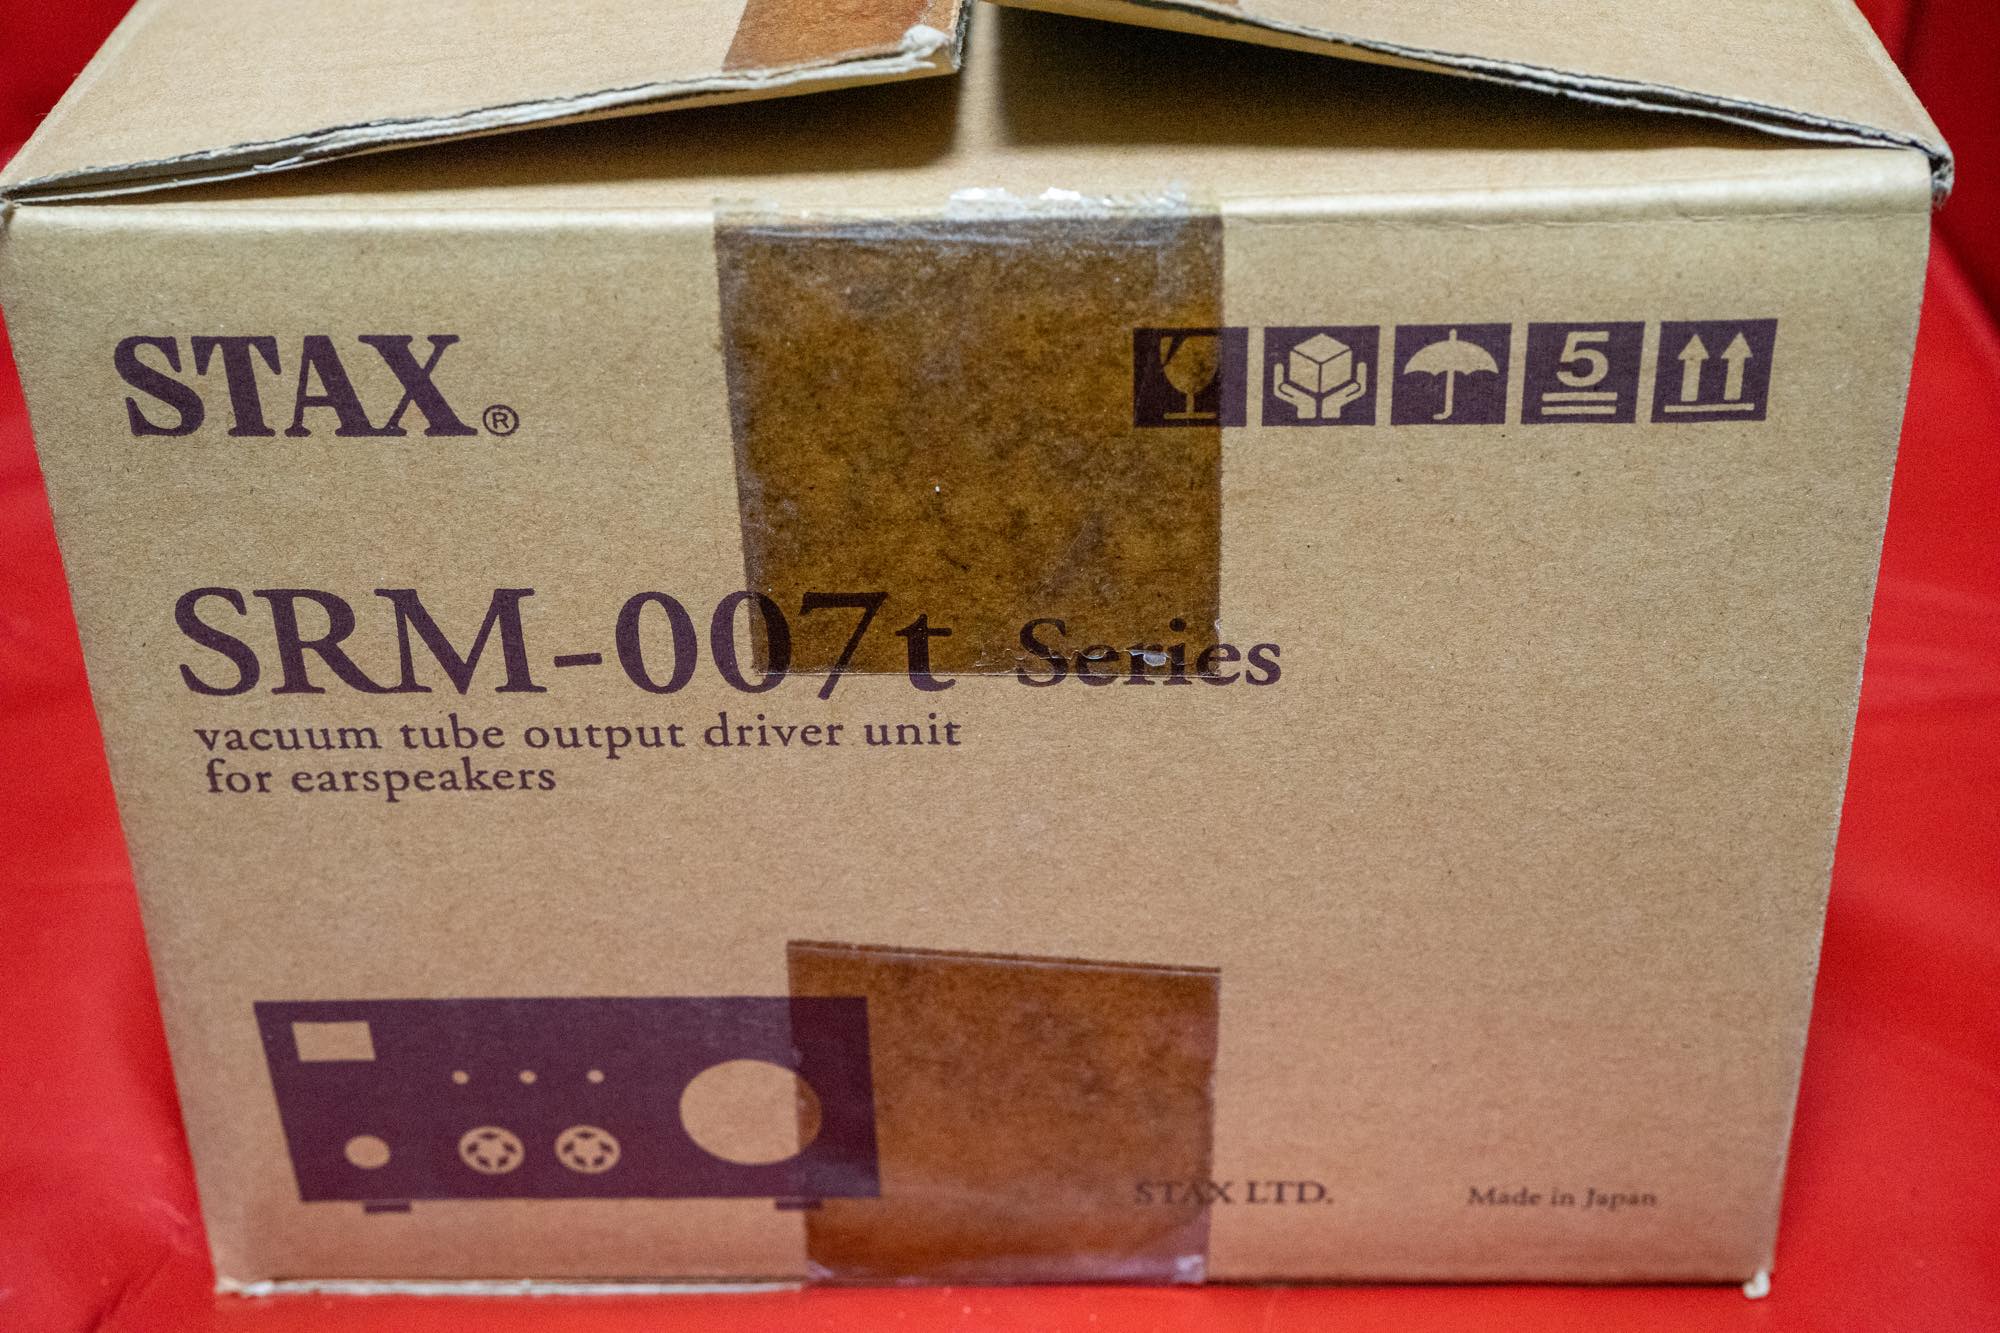 STAX®
5
SRM-007t Series
vacuum tube output driver unit
for earspeakers
STAX LTD.
Made in Japan